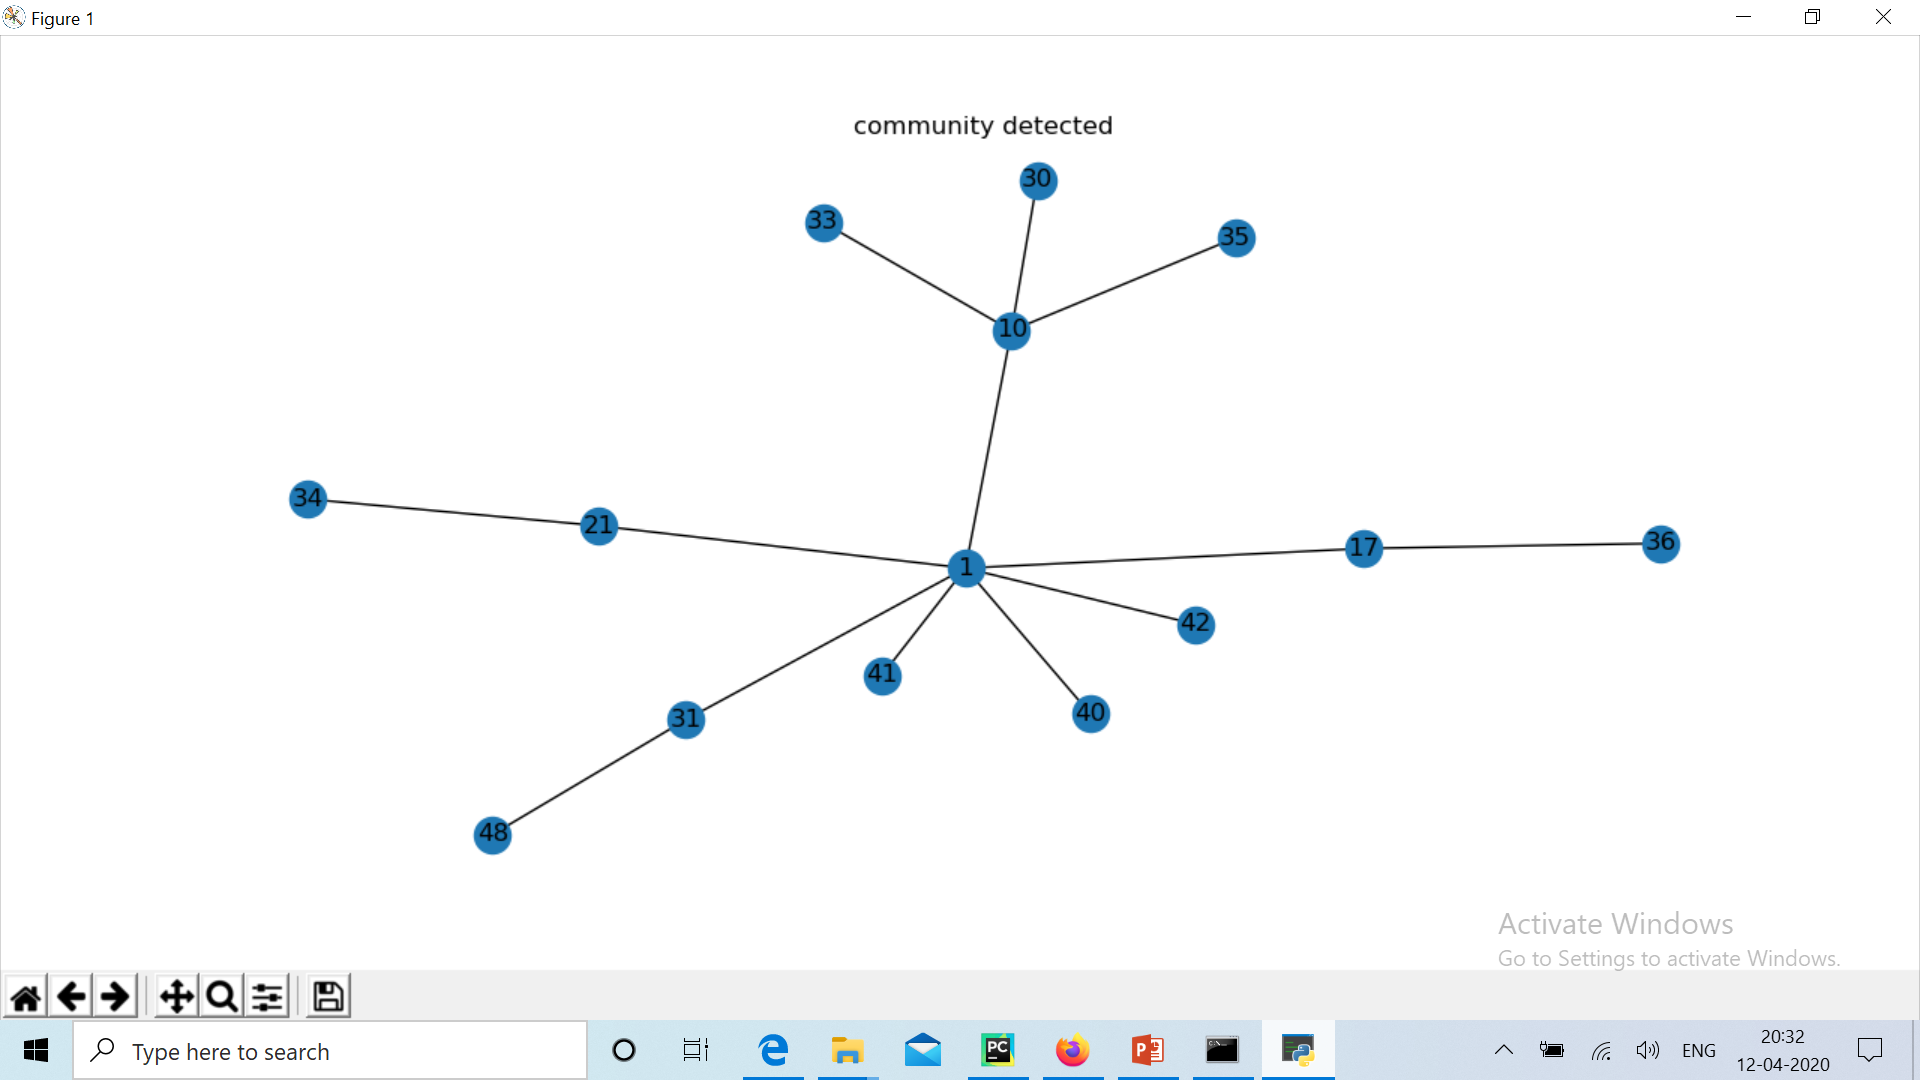 Figure 1
community detected
30
33
35
10
34
21
1
17
36
42
41
40
31
48
Activate Windows
Go to Settings to activate Windows.
Type here to search
PC
ENG
20:32
12-04-2020